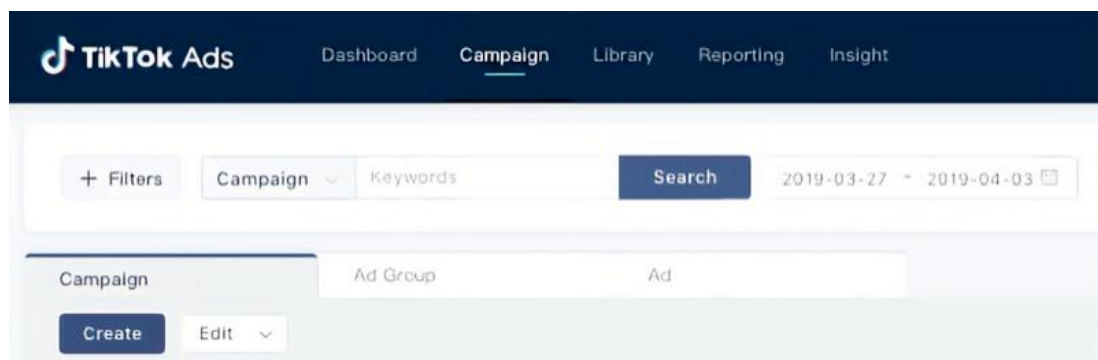 TikTok Ads Dashboard Campaign Library Reporting Insight
+ Filters Campaign Keywords Search 2019-03-27 - 2019-04-03
Campaign Ad Group Ad
Create Edit